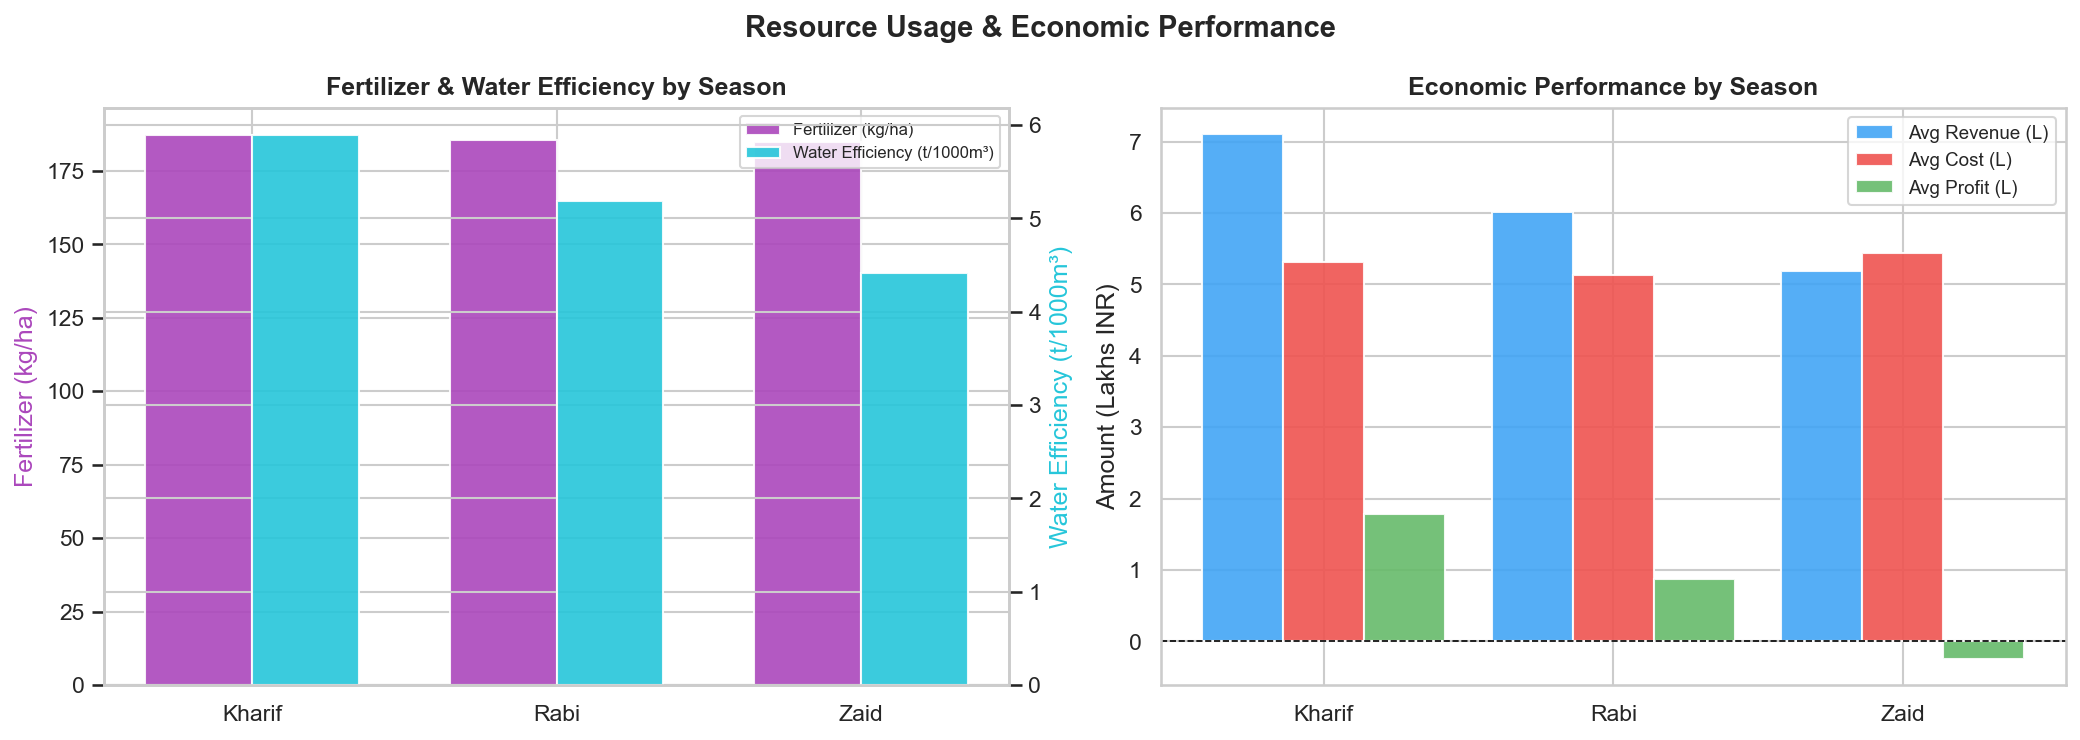 Resource Usage & Economic Performance
Fertilizer & Water Efficiency by Season
Fertilizer (kg/ha)
Water Efficiency (t/1000m³)
175
150
125
100
75
50
25
0
Fertilizer (kg/ha)
6
5
4
3
2
1
0
Water Efficiency (t/1000m³)
Kharif
Rabi
Zaid
Economic Performance by Season
Avg Revenue (L)
Avg Cost (L)
Avg Profit (L)
7
6
5
4
3
2
1
0
Amount (Lakhs INR)
Kharif
Rabi
Zaid